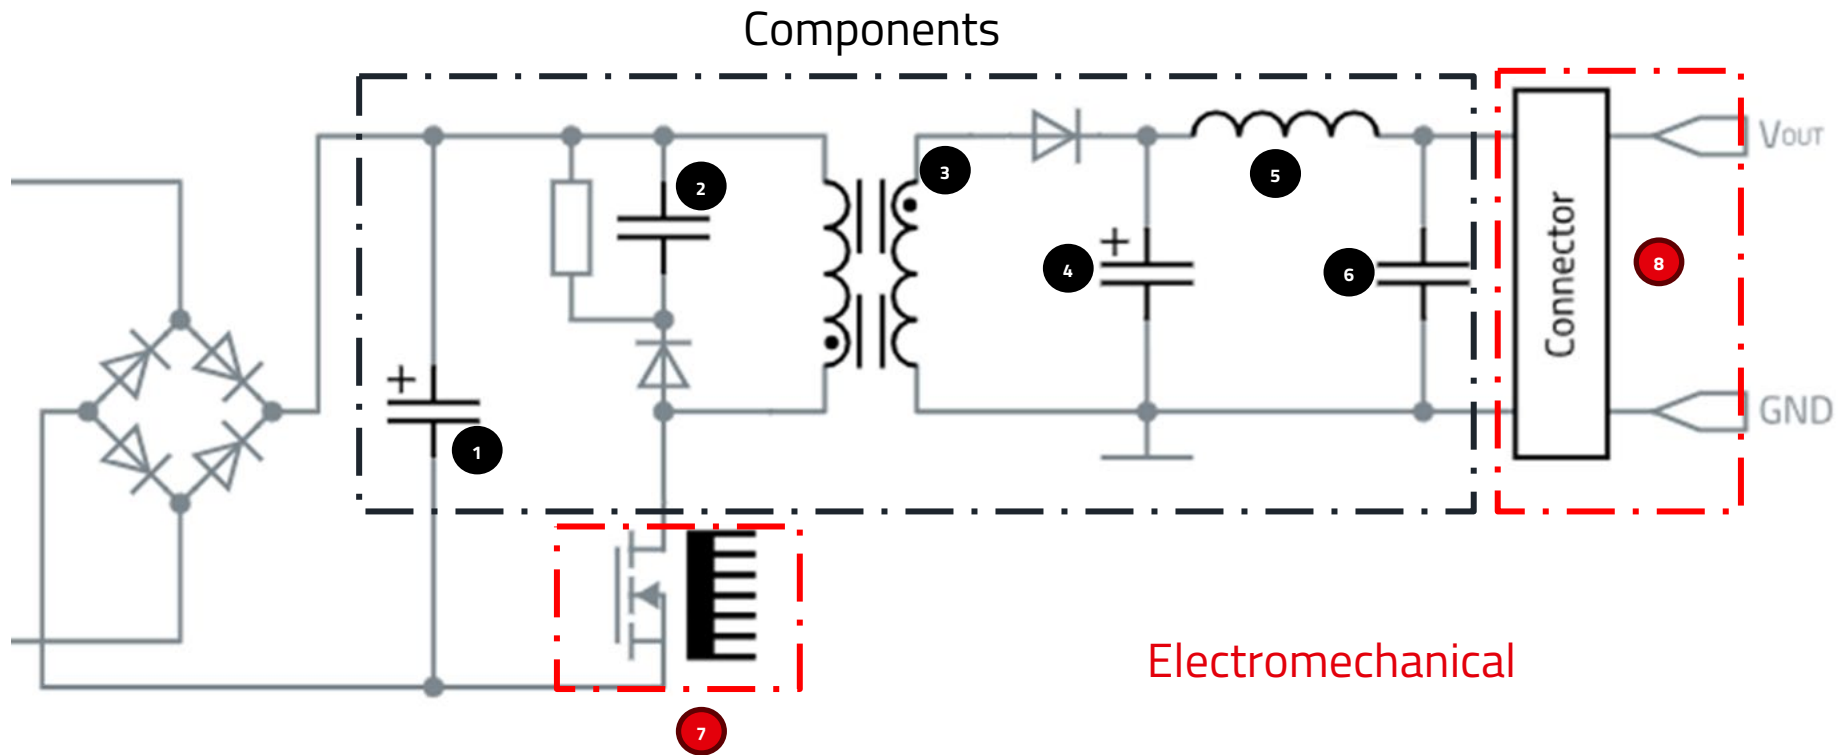 Components
2
3
5
4
6
8
1
7
+
+
Connector
VOUT
GND
Electromechanical